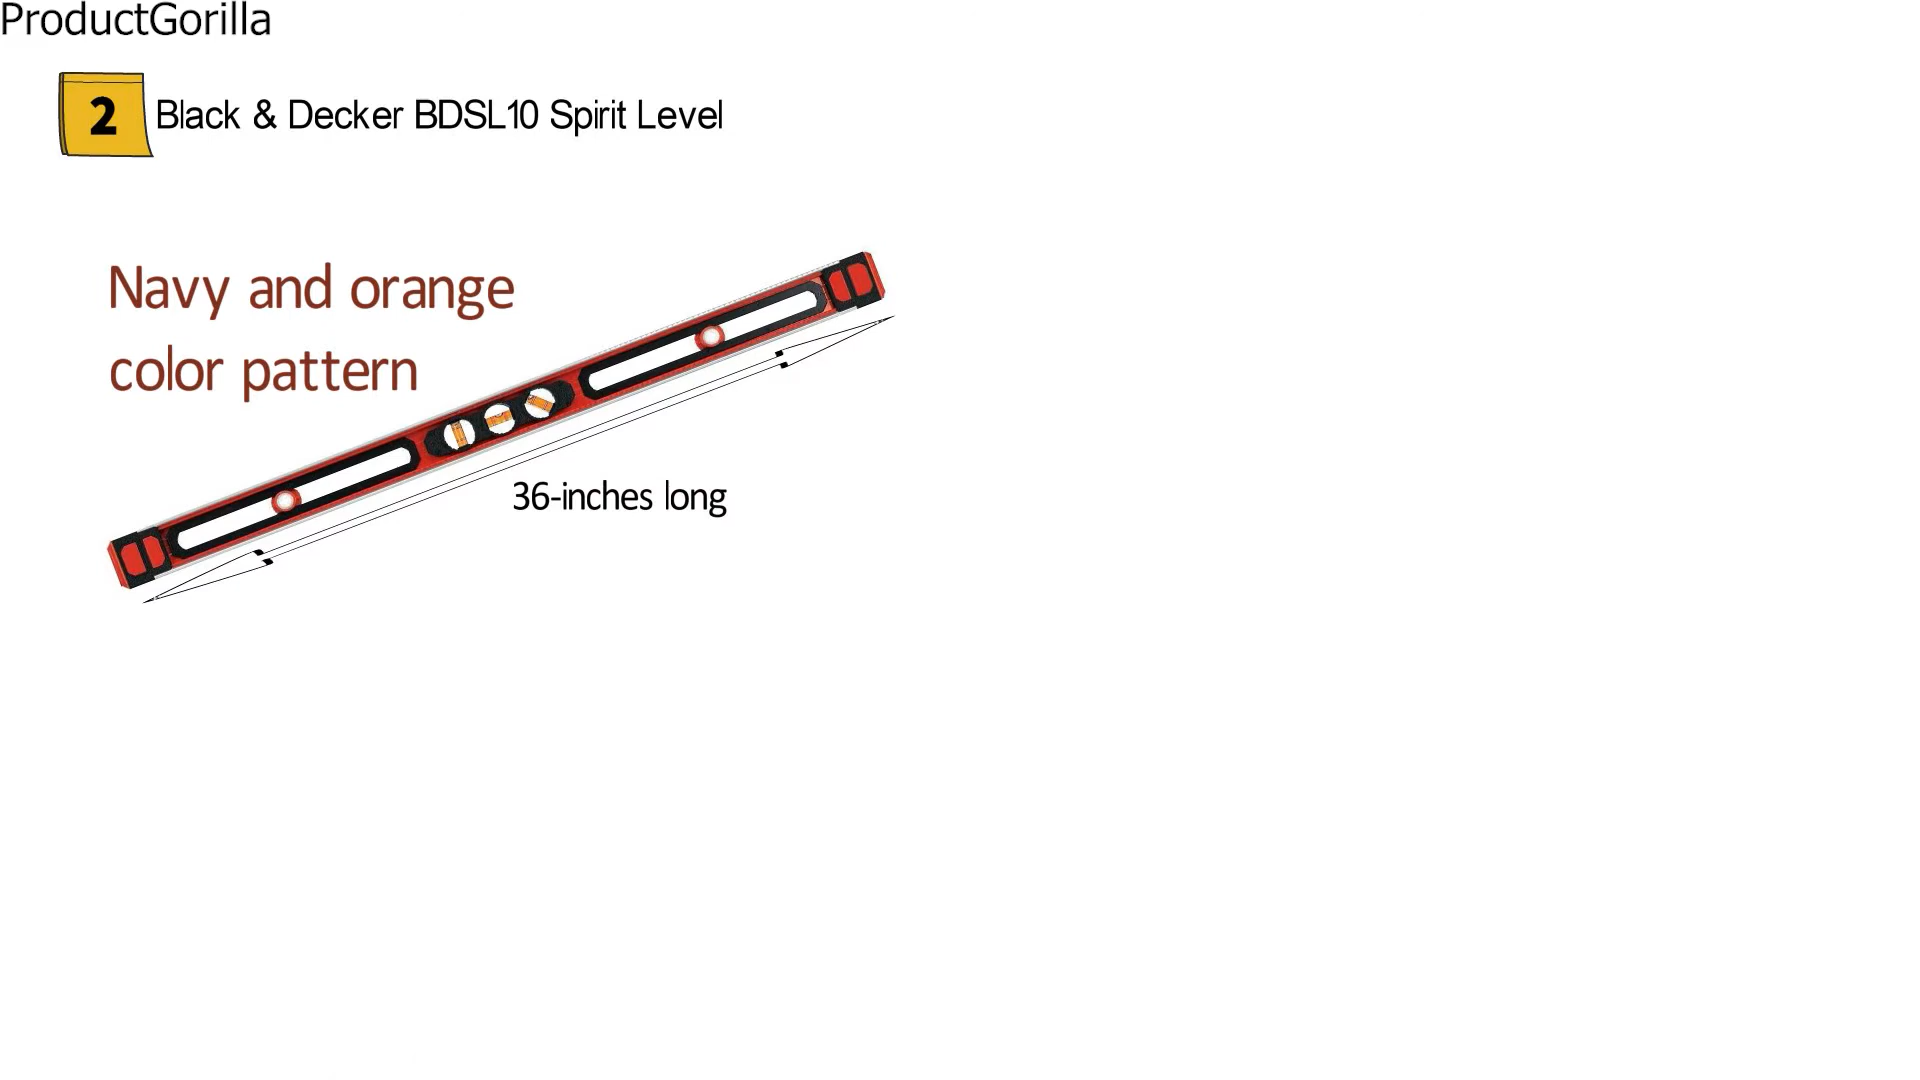 ProductGorilla
2
Black & Decker BDSL10 Spirit Level
Navy and orange
color pattern
36-inches long